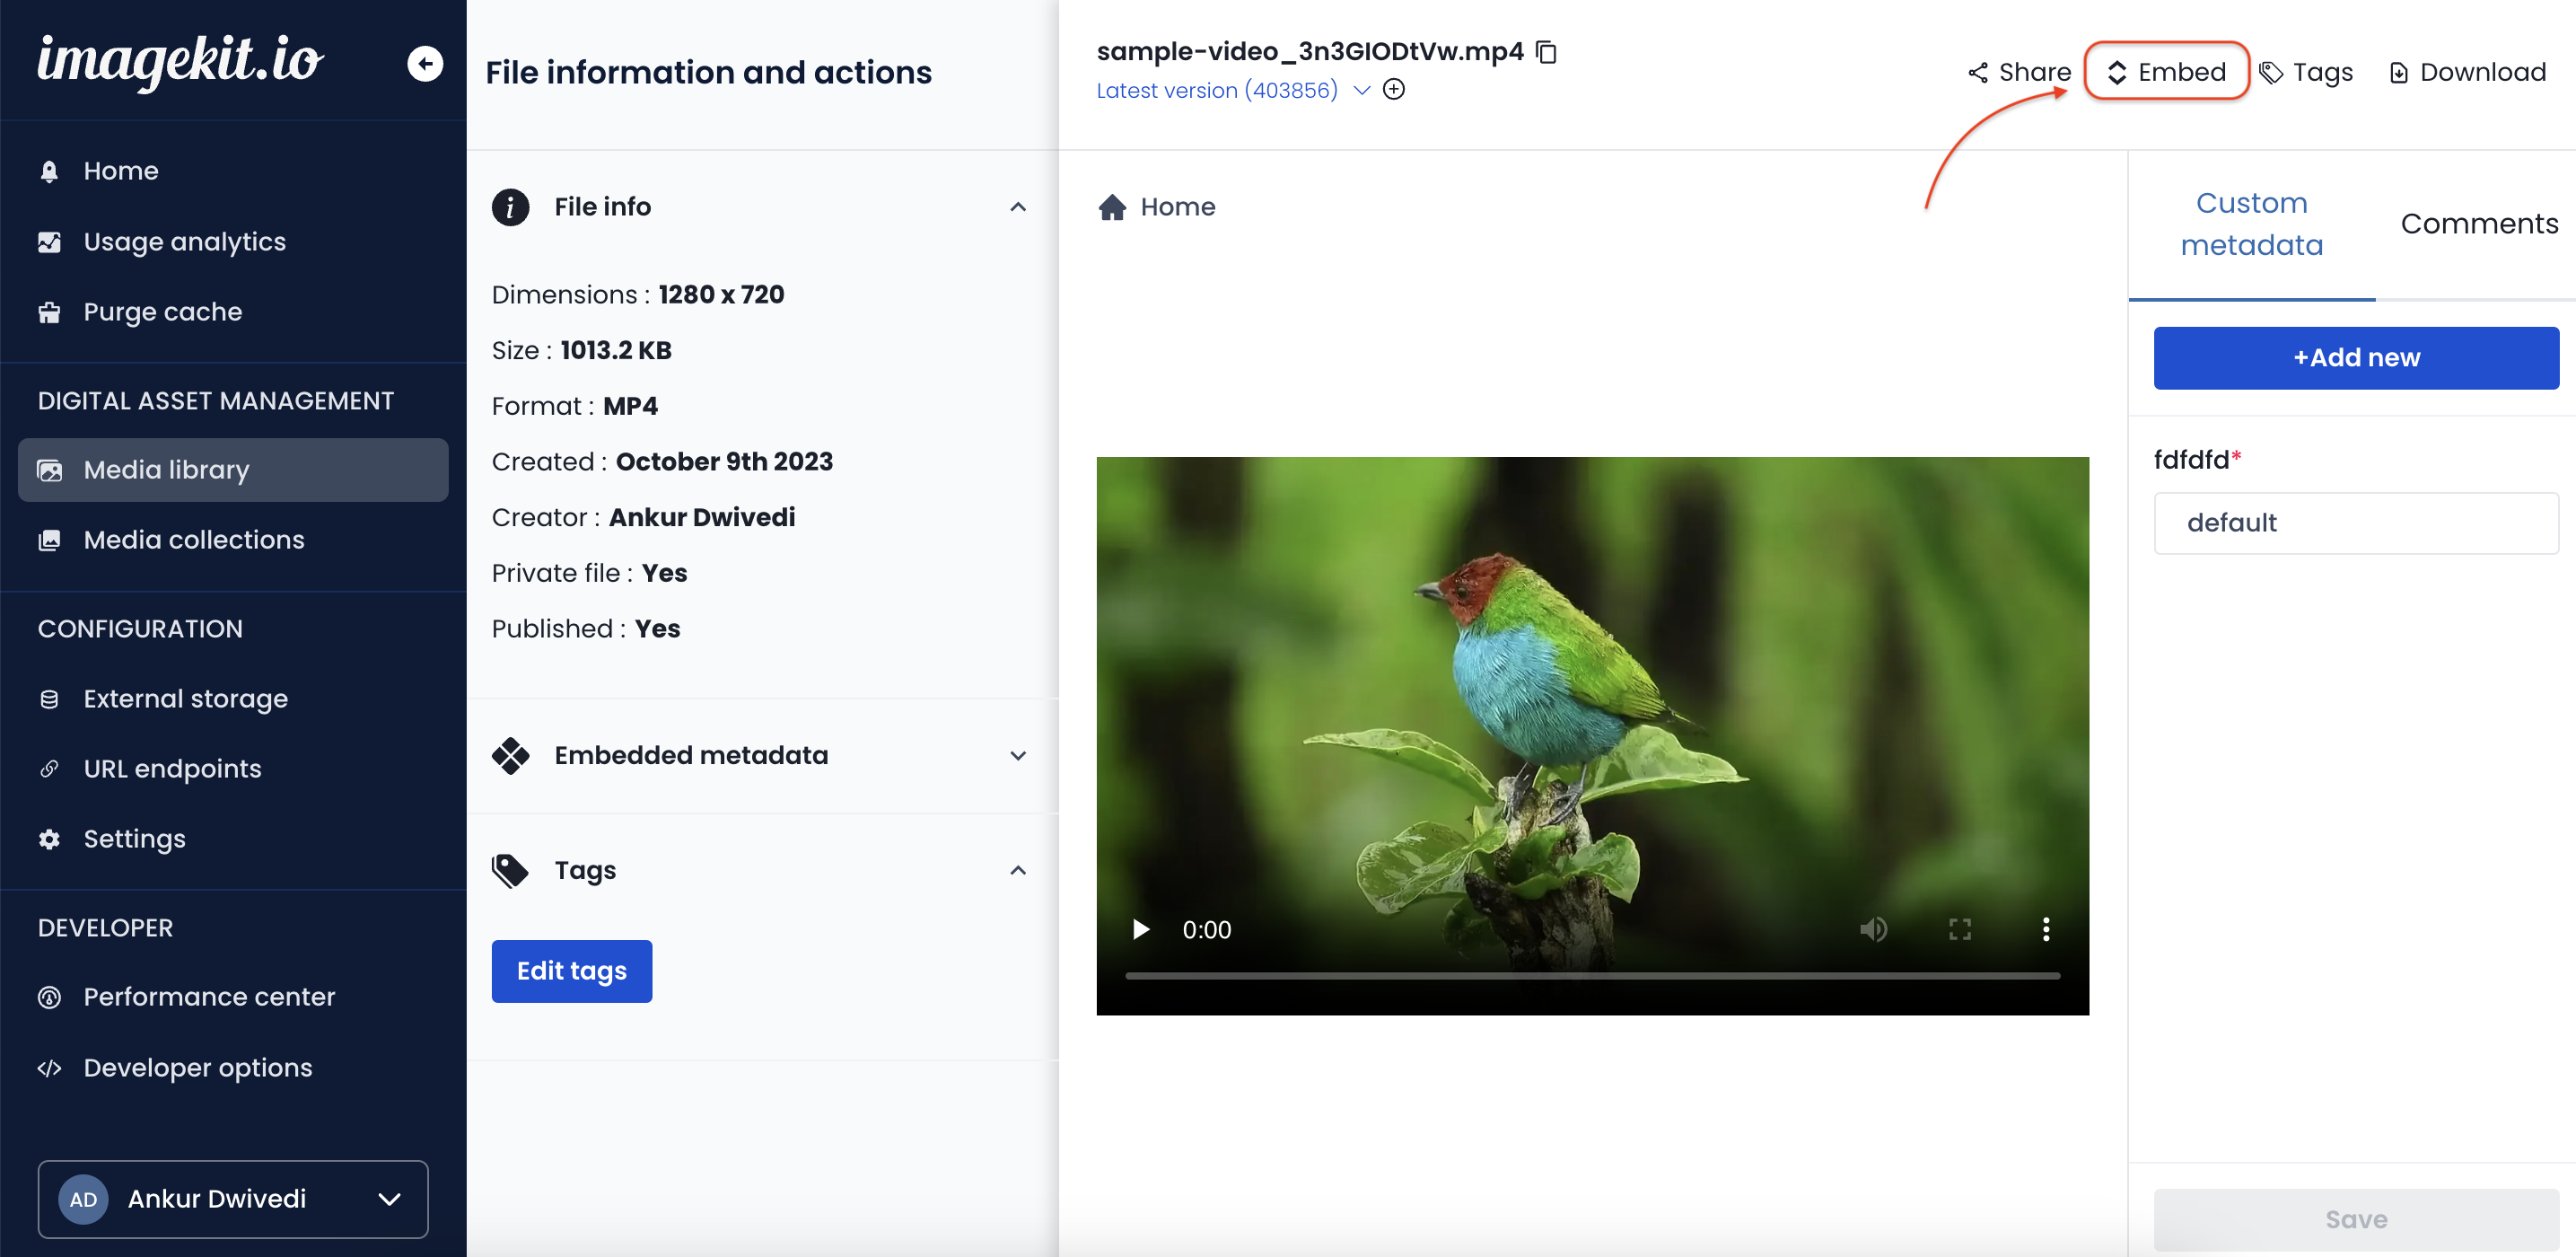 imagekit.io
Home
Usage analytics
Purge cache
DIGITAL ASSET MANAGEMENT
Media library
Media collections
CONFIGURATION
External storage
URL endpoints
Settings
DEVELOPER
Performance center
Developer options
AD Ankur Dwivedi
File information and actions
File info
Dimensions : 1280 x 720
Size : 1013.2 KB
Format : MP4
Created : October 9th 2023
Creator : Ankur Dwivedi
Private file : Yes
Published : Yes
Embedded metadata
Tags
Edit tags
sample-video_3n3GIODtVw.mp4
Latest version (403856)
Share Embed Tags Download
Home
0:00
Custom
metadata
Comments
+Add new
fdfdfd*
default
Save